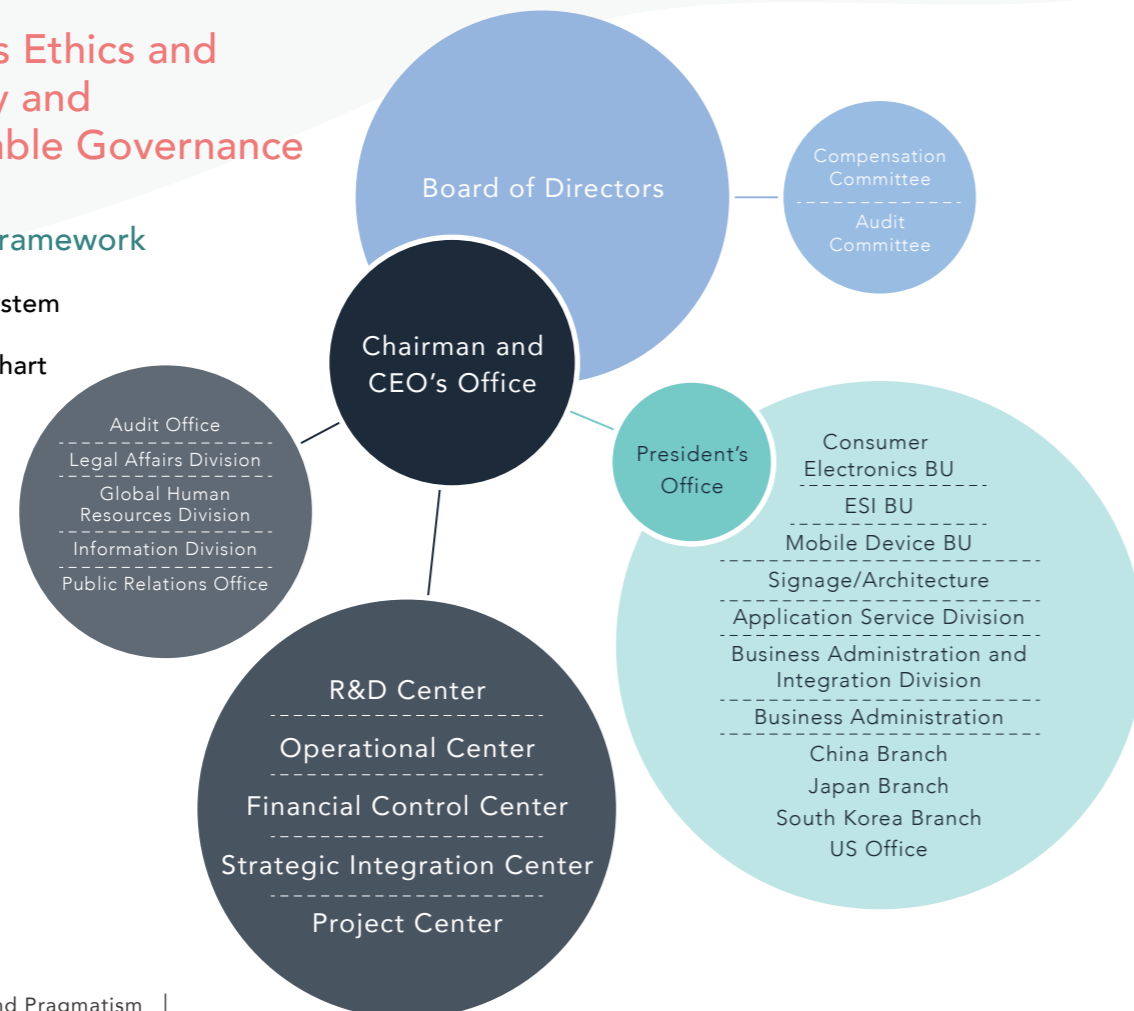 s Ethics and
y and
able Governance
ramework
stem
hart
Board of Directors
Compensation
Committee
Audit
Committee
Chairman and
CEO's Office
Audit Office
Legal Affairs Division
Global Human
Resources Division
Information Division
Public Relations Office
President's
Office
Consumer
Electronics BU
ESI BU
Mobile Device BU
Signage/Architecture
Application Service Division
Business Administration and
Integration Division
Business Administration
China Branch
Japan Branch
South Korea Branch
US Office
R&D Center
Operational Center
Financial Control Center
Strategic Integration Center
Project Center
nd Pragmatism